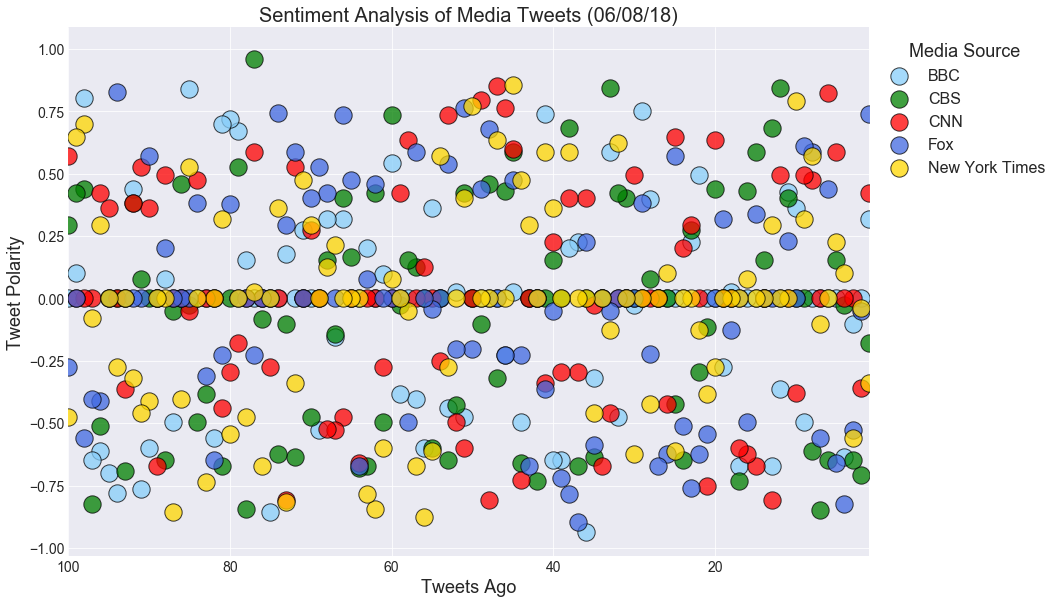 Sentiment Analysis of Media Tweets (06/08/18)
Media Source
BBC
CBS
CNN
Fox
New York Times
Tweet Polarity
1.00
0.75
0.50
0.25
0.00
−0.25
−0.50
−0.75
−1.00
100
80
60
40
20
Tweets Ago